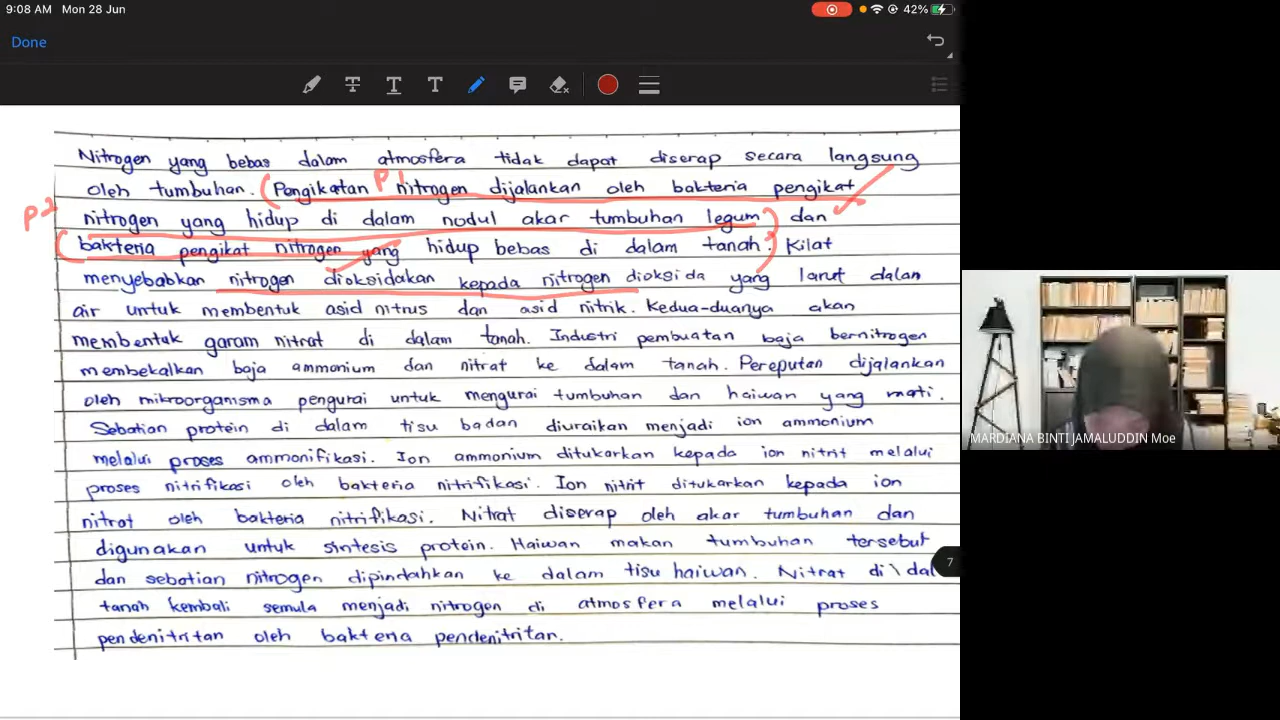 9:08 AM Mon 28 Jun
42%
Done
T T T
Nitrogen yang bebas dalam atmosfera tidak dapat diserap secara langsung
oleh tumbuhan. (Pengikatan P1 nitrogen dijalankan oleh bakteria pengikat
P2 nitrogen yang hidup di dalam nodul akar tumbuhan legum) dan
(bakteria pengikat nitrogen yang hidup bebas di dalam tanah.) Kilat
menyebabkan nitrogen dioksidakan kepada nitrogen dioksida yang larut dalan
air untuk membentuk asid nitrus dan asid nitrik. Kedua-duanya akan
membentuk garam nitrat di dalam tanah. Industri pembuatan baja bernitrogen
membekalkan baja ammonium dan nitrat ke dalam tanah. Pereputan dijalankan
oleh mikroorganisma pengurai untuk mengurai tumbuhan dan haiwan yang mati.
Sebatian protein di dalam tisu badan diuraikan menjadi ion ammonium
melalui proses ammonifikasi. Ion ammonium ditukarkan kepada ion nitrit melalui
proses nitrifikasi oleh bakteria nitrifikasi. Ion nitrit ditukarkan kepada ion
nitrat oleh bakteria nitrifikasi. Nitrat diserap oleh akar tumbuhan dan
digunakan untuk sintesis protein. Haiwan makan tumbuhan tersebut
dan sebatian nitrogen dipindahkan ke dalam tisu haiwan. Nitrat di dal
tanah kembali semula menjadi nitrogen di atmosfera melalui proses
pendenitritan oleh bakteria pendenitritan.
7
MARDIANA BINTI JAMALUDDIN Moe